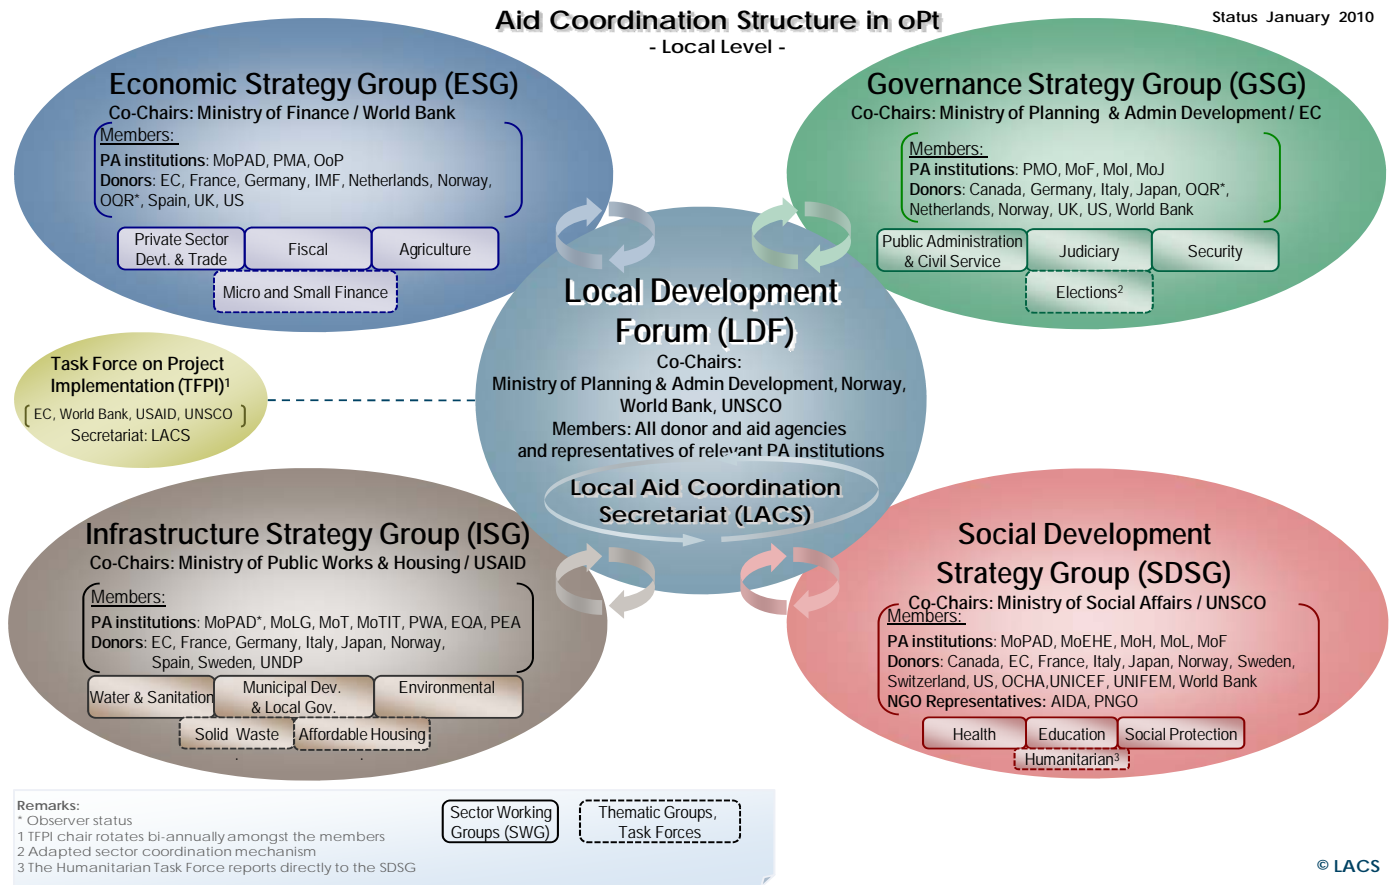 Aid Coordination Structure in oPt
- Local Level -
Status January 2010
Economic Strategy Group (ESG)
Co-Chairs: Ministry of Finance / World Bank
Members:
PA institutions: MoPAD, PMA, OoP
Donors: EC, France, Germany, IMF, Netherlands, Norway,
OQR*, Spain, UK, US
Private Sector
Devt. & Trade
Fiscal
Agriculture
Micro and Small Finance
Governance Strategy Group (GSG)
Co-Chairs: Ministry of Planning & Admin Development / EC
Members:
PA institutions: PMO, MoF, MoI, MoJ
Donors: Canada, Germany, Italy, Japan, OQR*,
Netherlands, Norway, UK, US, World Bank
Public Administration
& Civil Service
Judiciary
Security
Elections²
Local Development
Forum (LDF)
Co-Chairs:
Ministry of Planning & Admin Development, Norway,
World Bank, UNSCO
Members: All donor and aid agencies
and representatives of relevant PA institutions
Local Aid Coordination
Secretariat (LACS)
Task Force on Project
Implementation (TFPI)¹
EC, World Bank, USAID, UNSCO
Secretariat: LACS
Infrastructure Strategy Group (ISG)
Co-Chairs: Ministry of Public Works & Housing / USAID
Members:
PA institutions: MoPAD*, MoLG, MoT, MoTIT, PWA, EQA, PEA
Donors: EC, France, Germany, Italy, Japan, Norway,
Spain, Sweden, UNDP
Water & Sanitation
Municipal Dev.
& Local Gov.
Environmental
Solid Waste
Affordable Housing
Social Development
Strategy Group (SDSG)
Co-Chairs: Ministry of Social Affairs / UNSCO
Members:
PA institutions: MoPAD, MoEHE, MoH, MoL, MoF
Donors: Canada, EC, France, Italy, Japan, Norway, Sweden,
Switzerland, US, OCHA,UNICEF, UNIFEM, World Bank
NGO Representatives: AIDA, PNGO
Health
Education
Social Protection
Humanitarian³
Remarks:
* Observer status
1 TFPI chair rotates bi-annually amongst the members
2 Adapted sector coordination mechanism
3 The Humanitarian Task Force reports directly to the SDSG
Sector Working
Groups (SWG)
Thematic Groups,
Task Forces
© LACS